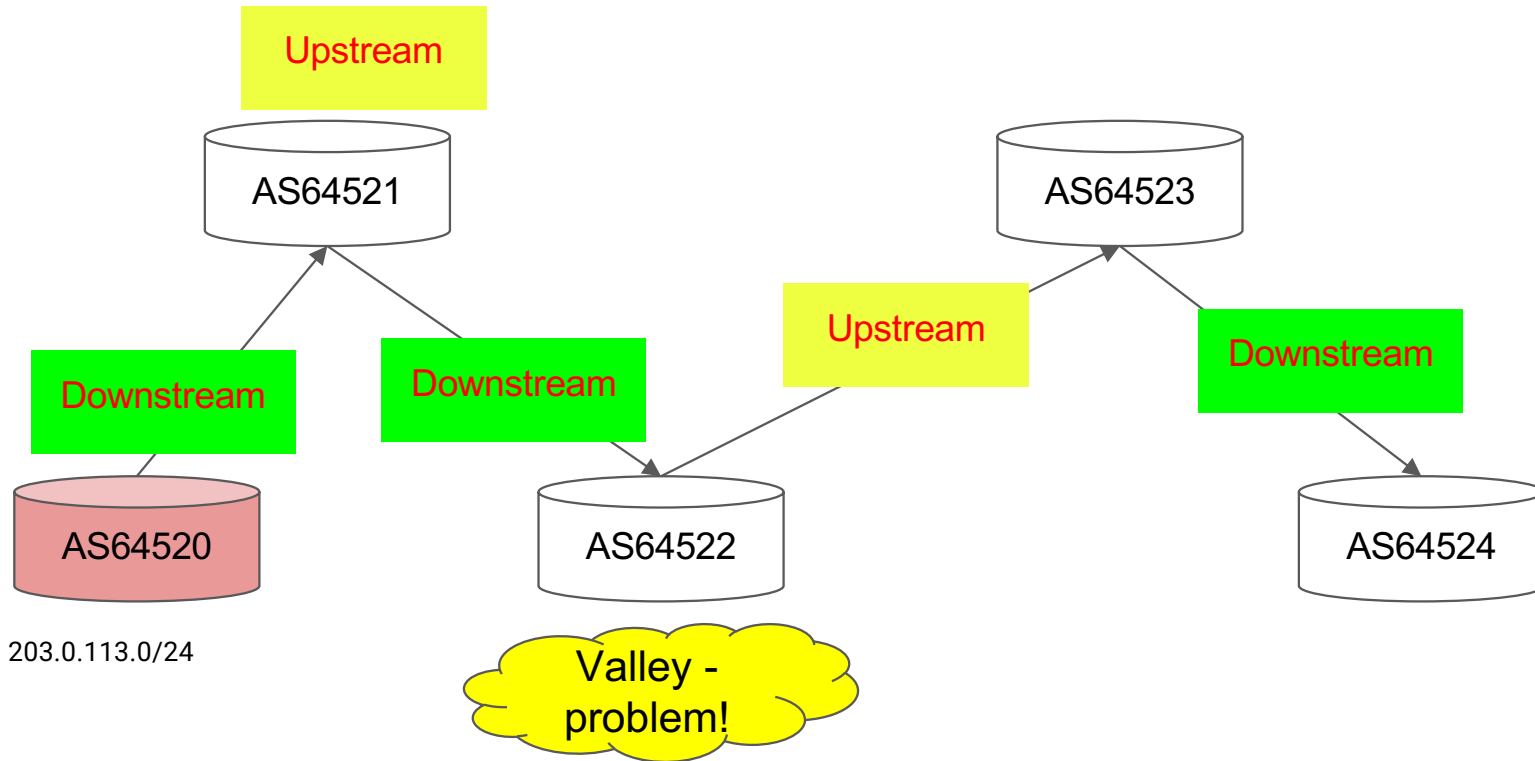 Upstream
AS64521
AS64523
Upstream
Downstream
Downstream
Downstream
AS64520
AS64522
AS64524
203.0.113.0/24
Valley -
problem!